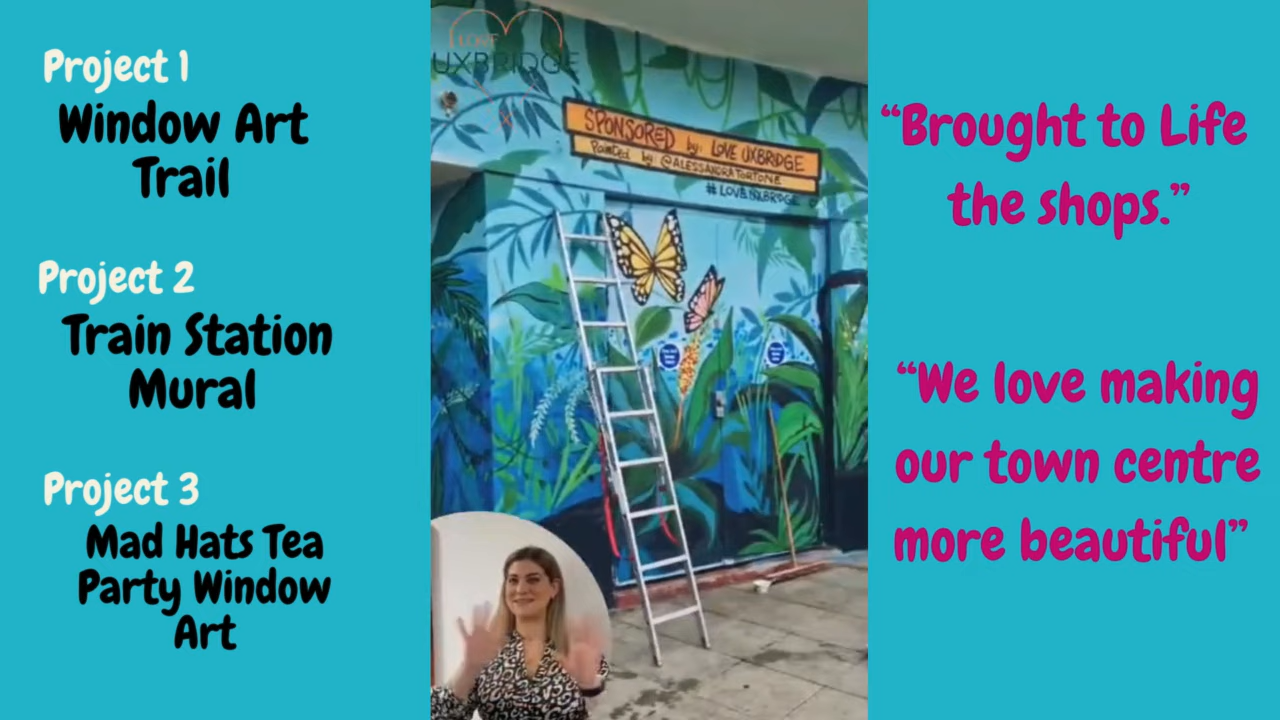 Project 1
Window Art
Trail
Project 2
Train Station
Mural
Project 3
Mad Hats Tea
Party Window
Art
LOVE
UXBRIDGE
SPONSORED by: LOVE UXBRIDGE
Painted by @ALESSANDRATORTONE
#LOVEUXBRIDGE
“Brought to Life
the shops.”
“We love making
our town centre
more beautiful”